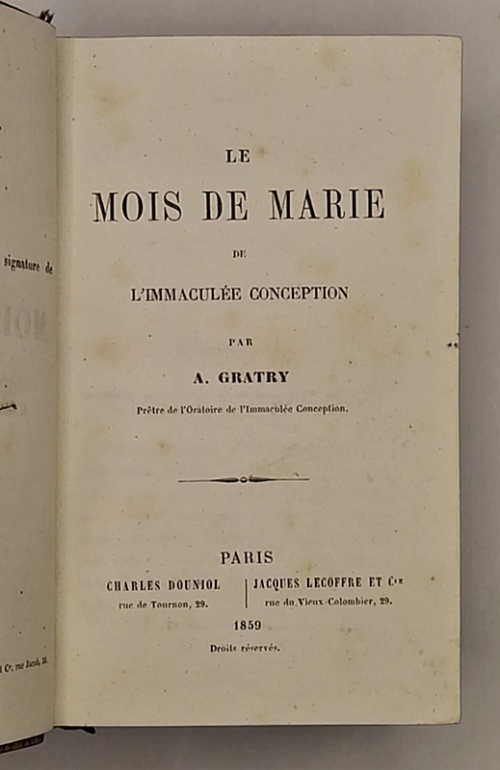 signature de
LE
MOIS DE MARIE
DE
L'IMMACULÉE CONCEPTION
PAR
A. GRATRY
Prêtre de l'Oratoire de l'Immaculée Conception.
PARIS
CHARLES DOUNIOL
rue de Tournon, 29.
JACQUES LECOFFRE ET Cie
rue du Vieux-Colombier, 29.
1859
Droits réservés.